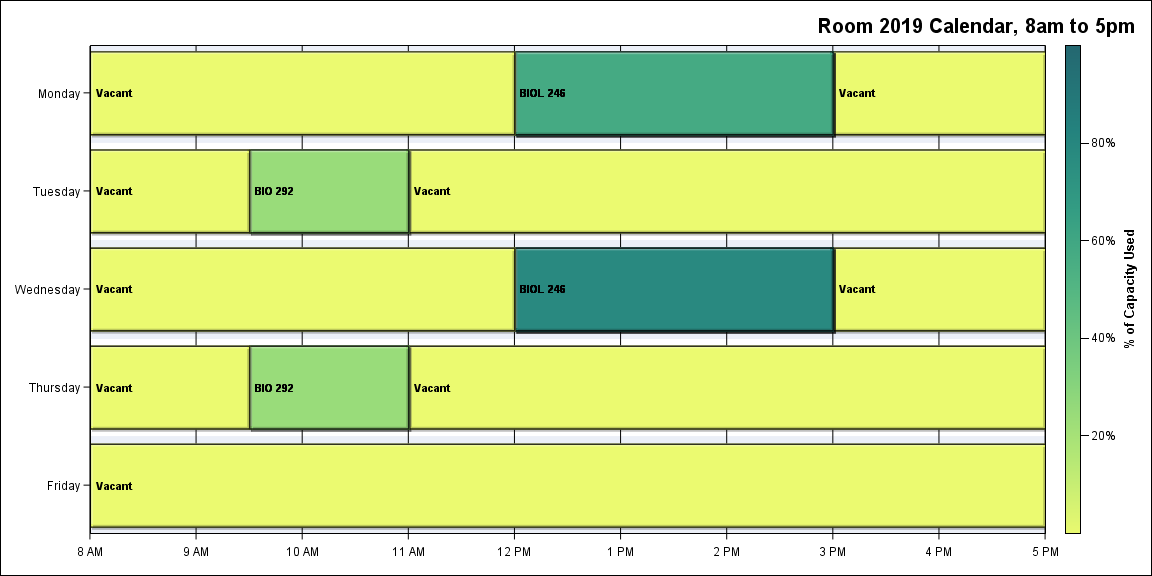 Room 2019 Calendar, 8am to 5pm
Monday
Vacant
BIOL 246
Vacant
Tuesday
Vacant
BIO 292
Vacant
Wednesday
Vacant
BIOL 246
Vacant
Thursday
Vacant
BIO 292
Vacant
Friday
Vacant
8 AM
9 AM
10 AM
11 AM
12 PM
1 PM
2 PM
3 PM
4 PM
5 PM
80%
60%
40%
20%
% of Capacity Used